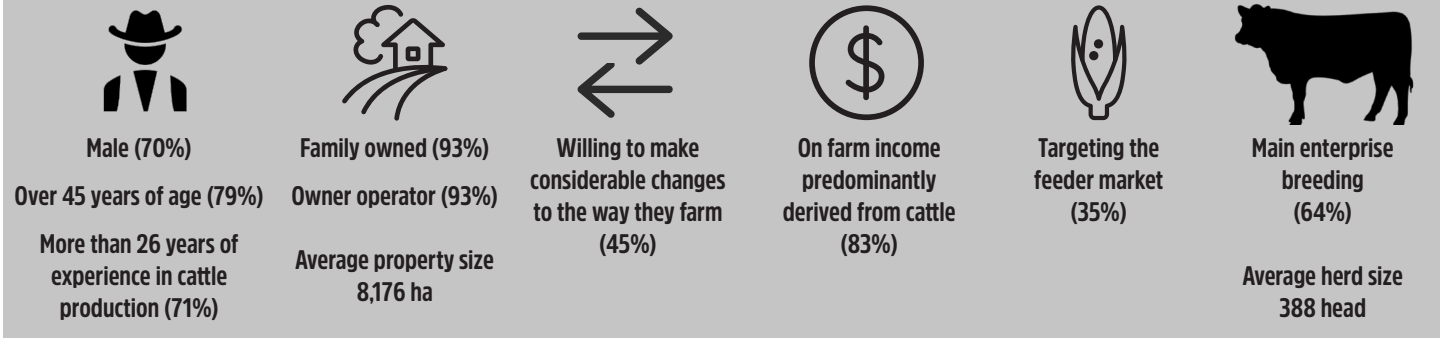 Male (70%)
Over 45 years of age (79%)
More than 26 years of
experience in cattle
production (71%)
Family owned (93%)
Owner operator (93%)
Average property size
8,176 ha
Willing to make
considerable changes
to the way they farm
(45%)
On farm income
predominantly
derived from cattle
(83%)
Targeting the
feeder market
(35%)
Main enterprise
breeding
(64%)
Average herd size
388 head